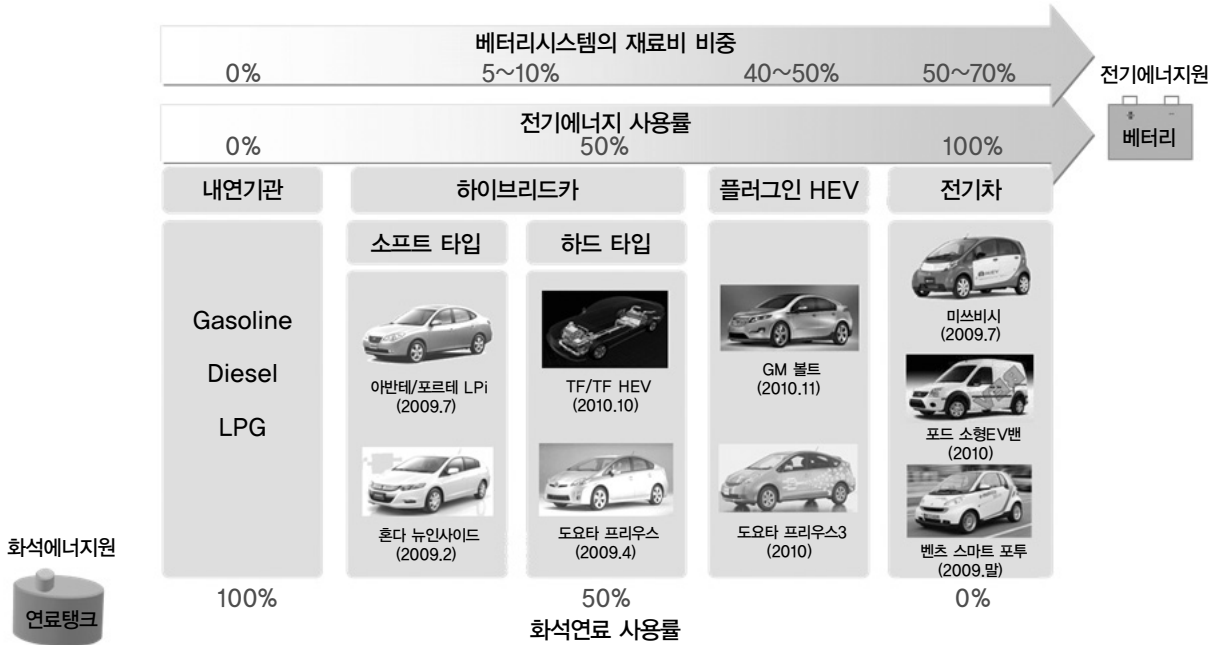 베터리시스템의 재료비 비중
0% 5~10% 40~50% 50~70%
전기에너지원
베터리
전기에너지 사용률
0% 50% 100%
내연기관 하이브리드카 플러그인 HEV 전기차
소프트 타입 하드 타입
Gasoline
Diesel
LPG
아반테/포르테 LPi
(2009.7)
혼다 뉴인사이드
(2009.2)
TF/TF HEV
(2010.10)
도요타 프리우스
(2009.4)
GM 볼트
(2010.11)
도요타 프리우스3
(2010)
미쓰비시
(2009.7)
포드 소형EV밴
(2010)
벤츠 스마트 포투
(2009.말)
화석에너지원
연료탱크
100% 50% 0%
화석연료 사용률